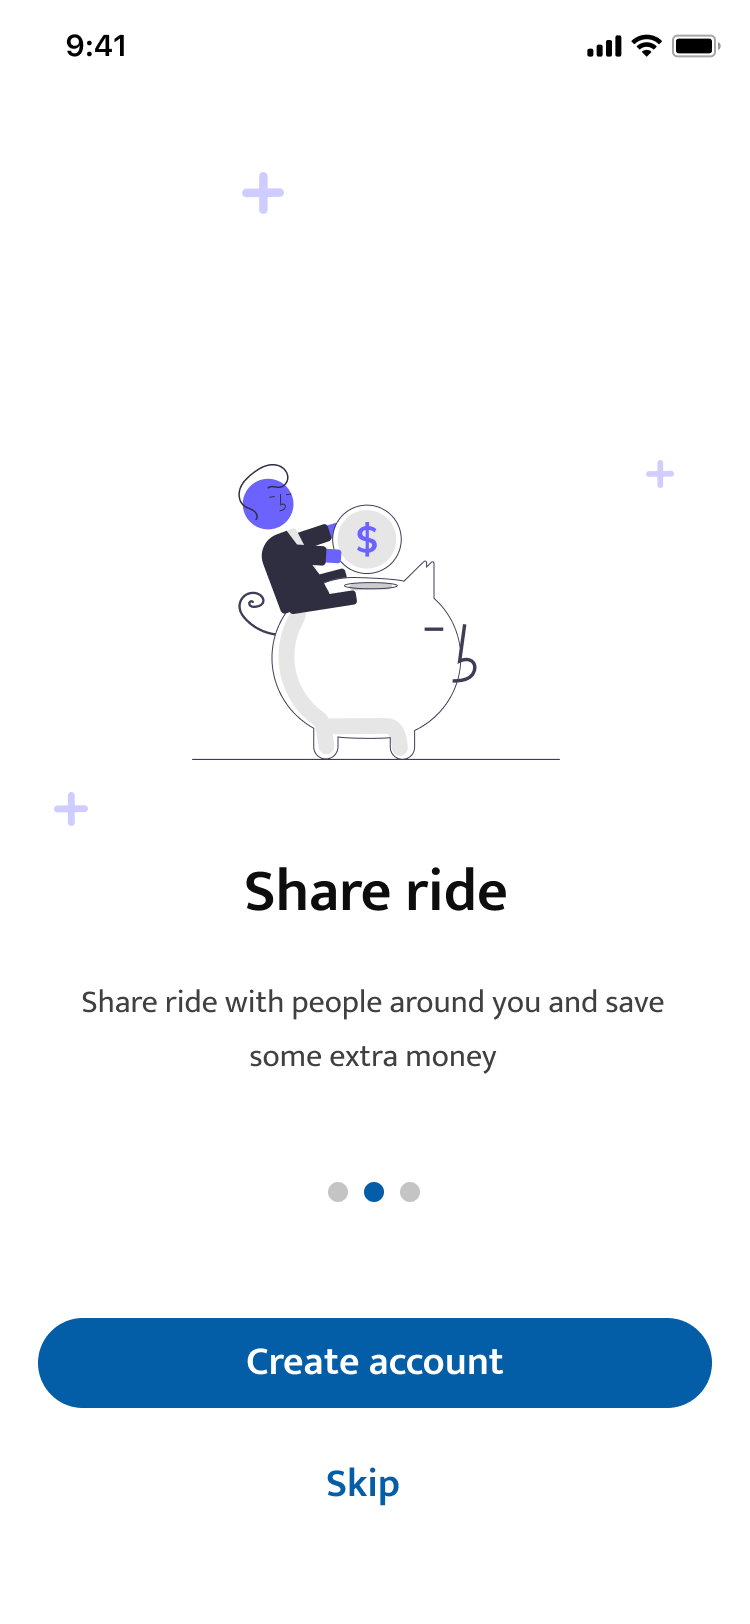 9:41
$
Share ride
Share ride with people around you and save
some extra money
Create account
Skip